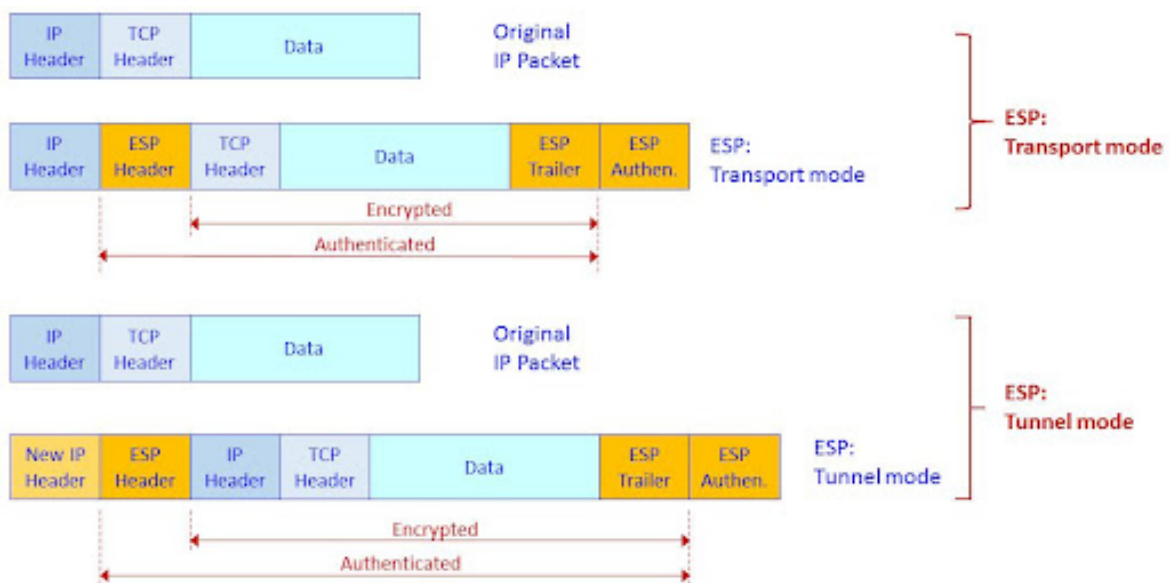 IP
Header
TCP
Header
Data
Original
IP Packet
IP
Header
ESP
Header
TCP
Header
Data
ESP
Trailer
ESP
Authen.
ESP:
Transport mode
Encrypted
Authenticated
ESP:
Transport mode
IP
Header
TCP
Header
Data
Original
IP Packet
New IP
Header
ESP
Header
IP
Header
TCP
Header
Data
ESP
Trailer
ESP
Authen.
ESP:
Tunnel mode
Encrypted
Authenticated
ESP:
Tunnel mode